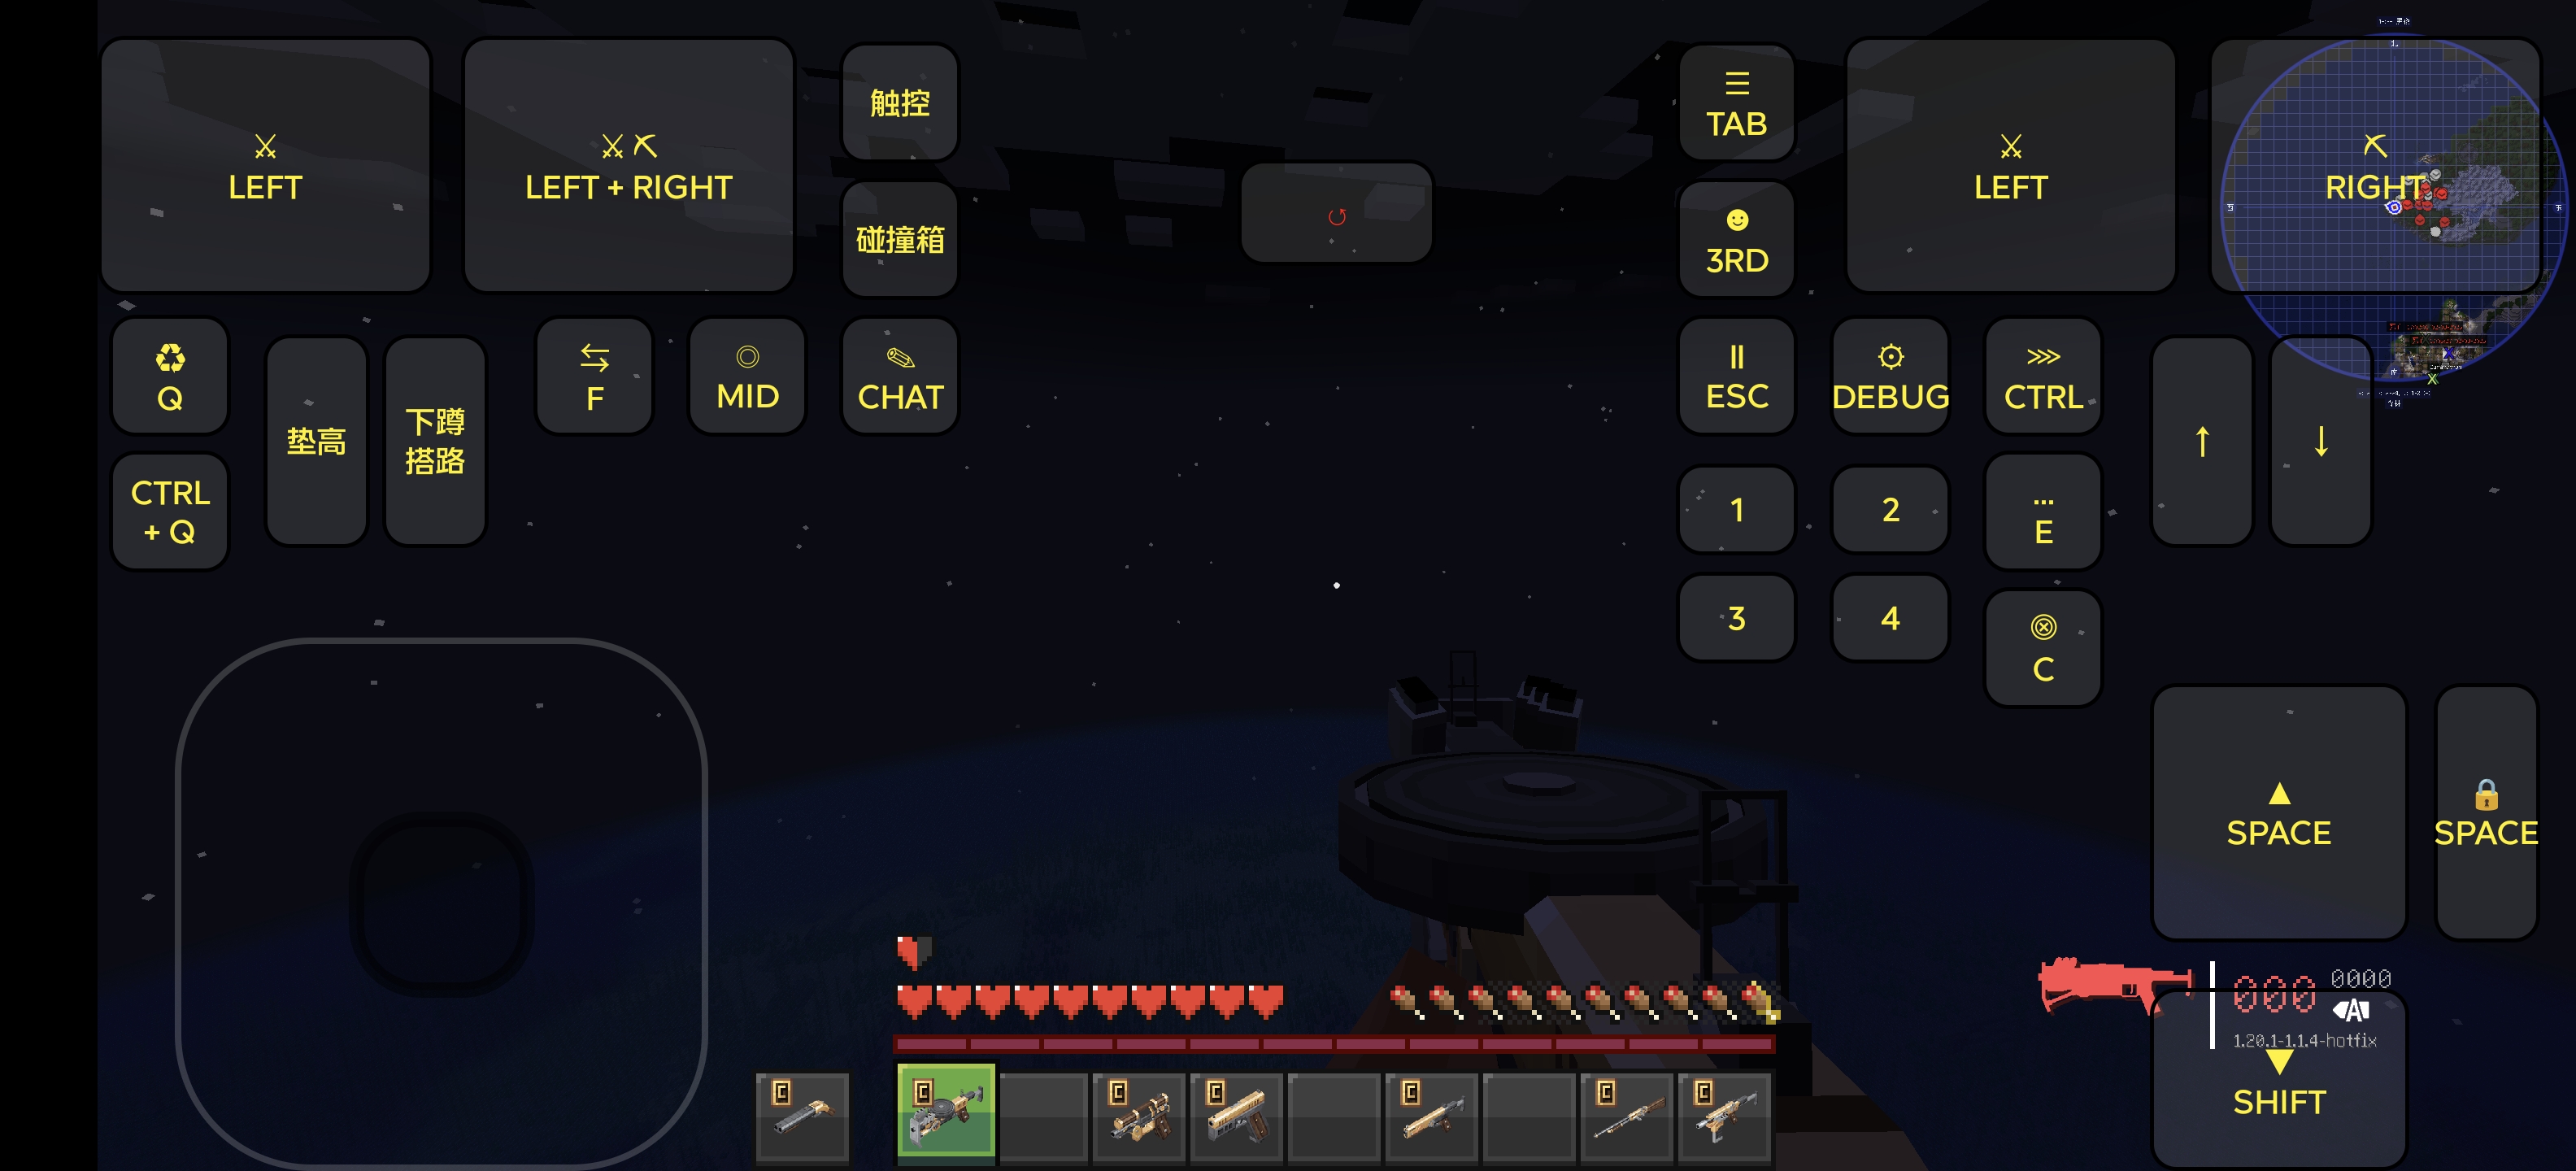 LEFT
LEFT + RIGHT
触控
TAB
LEFT
RIGHT
碰撞箱
3RD
Q
垫高
下蹲
搭路
F
MID
CHAT
ESC
DEBUG
CTRL
↑
↓
CTRL
+ Q
1
2
E
3
4
C
SPACE
SPACE
000
0000
A
1.20.1-1.1.4-hotfix
SHIFT